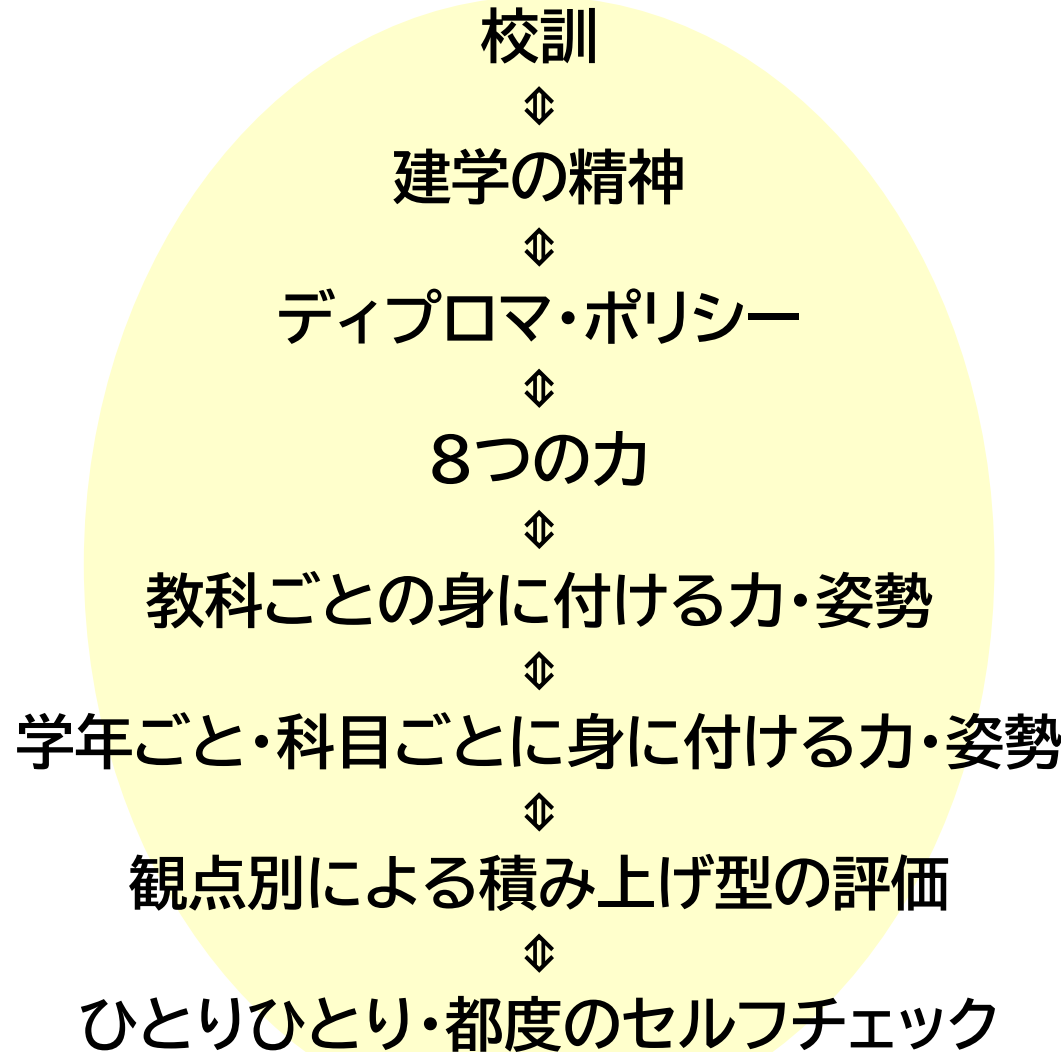 校訓
⇕
建学の精神
⇕
ディプロマ・ポリシー
⇕
８つの力
⇕
教科ごとの身に付ける力・姿勢
⇕
学年ごと・科目ごとに身に付ける力・姿勢
⇕
観点別による積み上げ型の評価
⇕
ひとりひとり・都度のセルフチェック